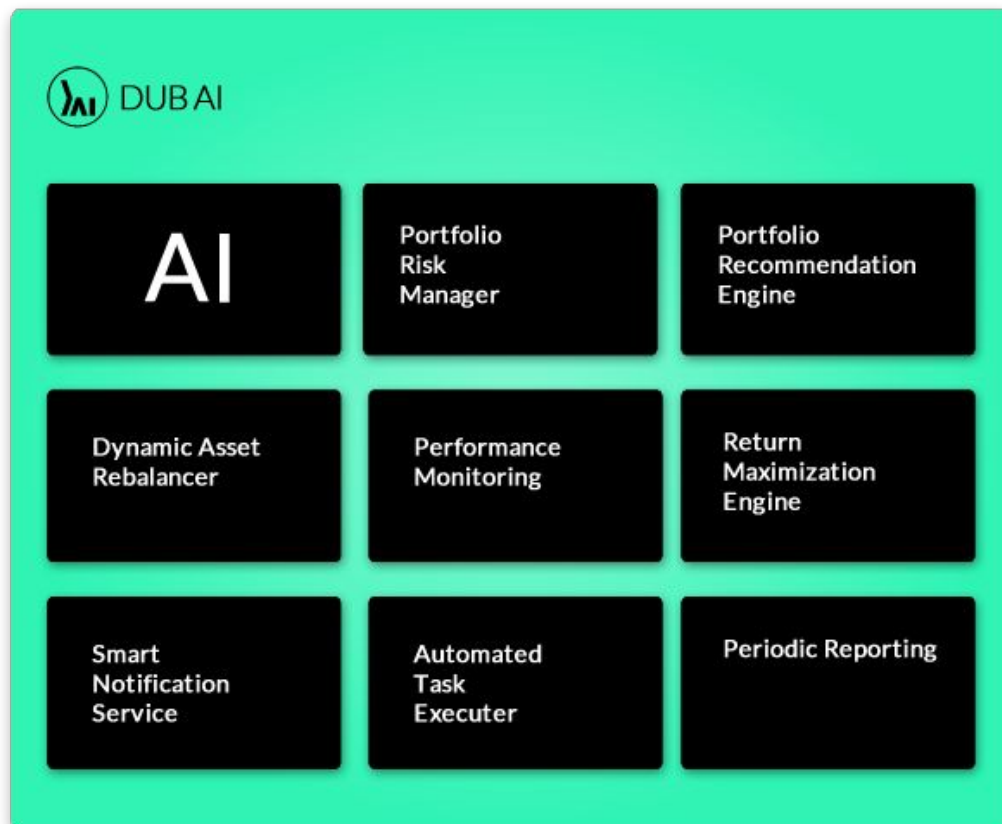 AI DUB AI
AI
Portfolio
Risk
Manager
Portfolio
Recommendation
Engine
Dynamic Asset
Rebalancer
Performance
Monitoring
Return
Maximization
Engine
Smart
Notification
Service
Automated
Task
Executer
Periodic Reporting